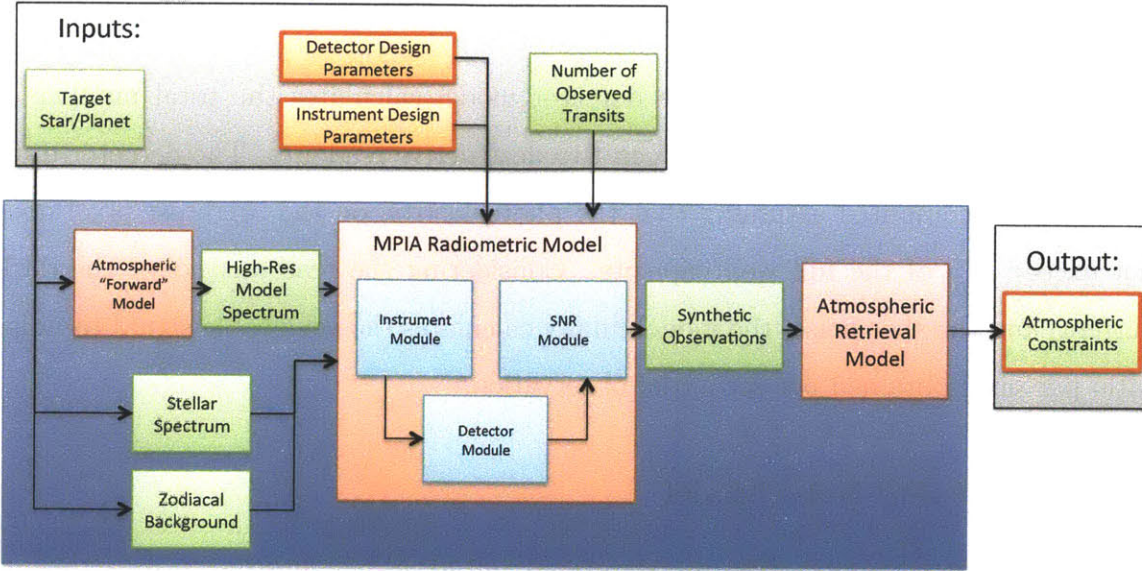 Inputs:
Target
Star/Planet
Detector Design
Parameters
Instrument Design
Parameters
Number of
Observed
Transits
Atmospheric
"Forward"
Model
High-Res
Model
Spectrum
Stellar
Spectrum
Zodiacal
Background
MPIA Radiometric Model
Instrument
Module
Detector
Module
SNR
Module
Synthetic
Observations
Atmospheric
Retrieval
Model
Output:
Atmospheric
Constraints